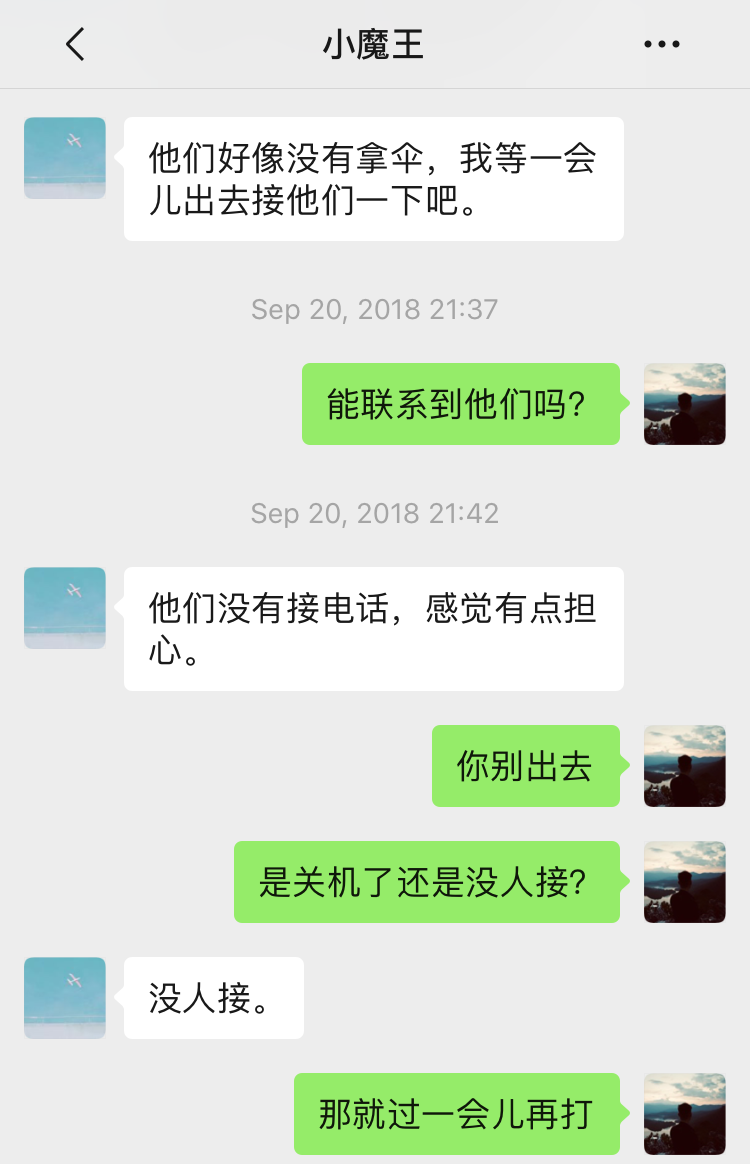 小魔王
他们好像没有拿伞，我等一会
儿出去接他们一下吧。
Sep 20, 2018 21:37
能联系到他们吗？
Sep 20, 2018 21:42
他们没有接电话，感觉有点担
心。
你别出去
是关机了还是没人接？
没人接。
那就过一会儿再打